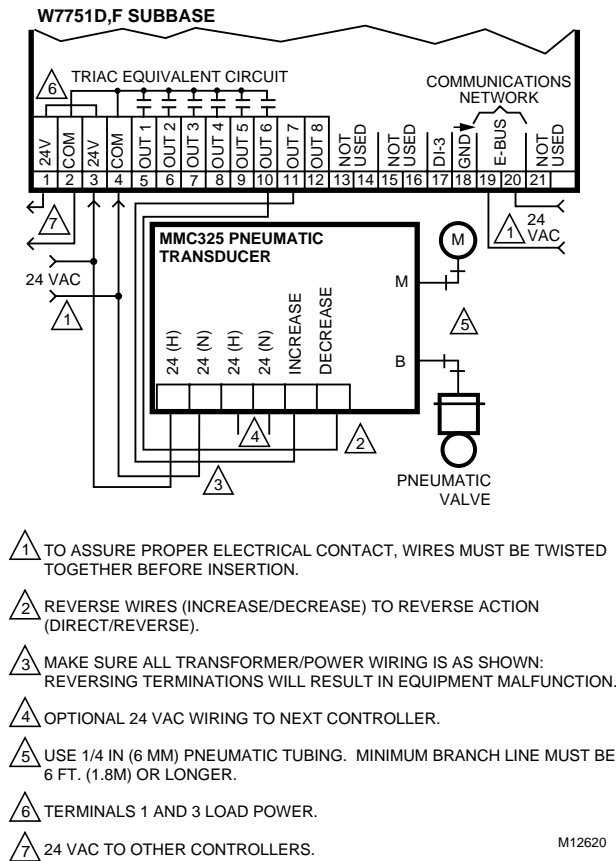 W7751D,F SUBBASE
TRIAC EQUIVALENT CIRCUIT
COMMUNICATIONS
NETWORK
6
24V
COM
24V
COM
OUT 1
OUT 2
OUT 3
OUT 4
OUT 5
OUT 6
OUT 7
OUT 8
NOT
USED
NOT
USED
DI-3
GND
E-BUS
NOT
USED
1 2 3 4 5 6 7 8 9 10 11 12 13 14 15 16 17 18 19 20 21
7
24 VAC
1
1
24
VAC
MMC325 PNEUMATIC
TRANSDUCER
M
M
5
B
24 (H)
24 (N)
24 (H)
24 (N)
INCREASE
DECREASE
4
2
3
PNEUMATIC
VALVE
1 TO ASSURE PROPER ELECTRICAL CONTACT, WIRES MUST BE TWISTED
TOGETHER BEFORE INSERTION.
2 REVERSE WIRES (INCREASE/DECREASE) TO REVERSE ACTION
(DIRECT/REVERSE).
3 MAKE SURE ALL TRANSFORMER/POWER WIRING IS AS SHOWN:
REVERSING TERMINATIONS WILL RESULT IN EQUIPMENT MALFUNCTION.
4 OPTIONAL 24 VAC WIRING TO NEXT CONTROLLER.
5 USE 1/4 IN (6 MM) PNEUMATIC TUBING. MINIMUM BRANCH LINE MUST BE
6 FT. (1.8M) OR LONGER.
6 TERMINALS 1 AND 3 LOAD POWER.
7 24 VAC TO OTHER CONTROLLERS.
M12620